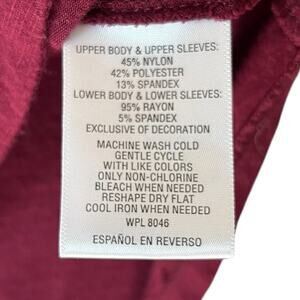 UPPER BODY & UPPER SLEEVES:
45% NYLON
42% POLYESTER
13% SPANDEX
LOWER BODY & LOWER SLEEVES:
95% RAYON
5% SPANDEX
EXCLUSIVE OF DECORATION
MACHINE WASH COLD
GENTLE CYCLE
WITH LIKE COLORS
ONLY NON-CHLORINE
BLEACH WHEN NEEDED
RESHAPE DRY FLAT
COOL IRON WHEN NEEDED
WPL 8046
ESPAÑOL EN REVERSO